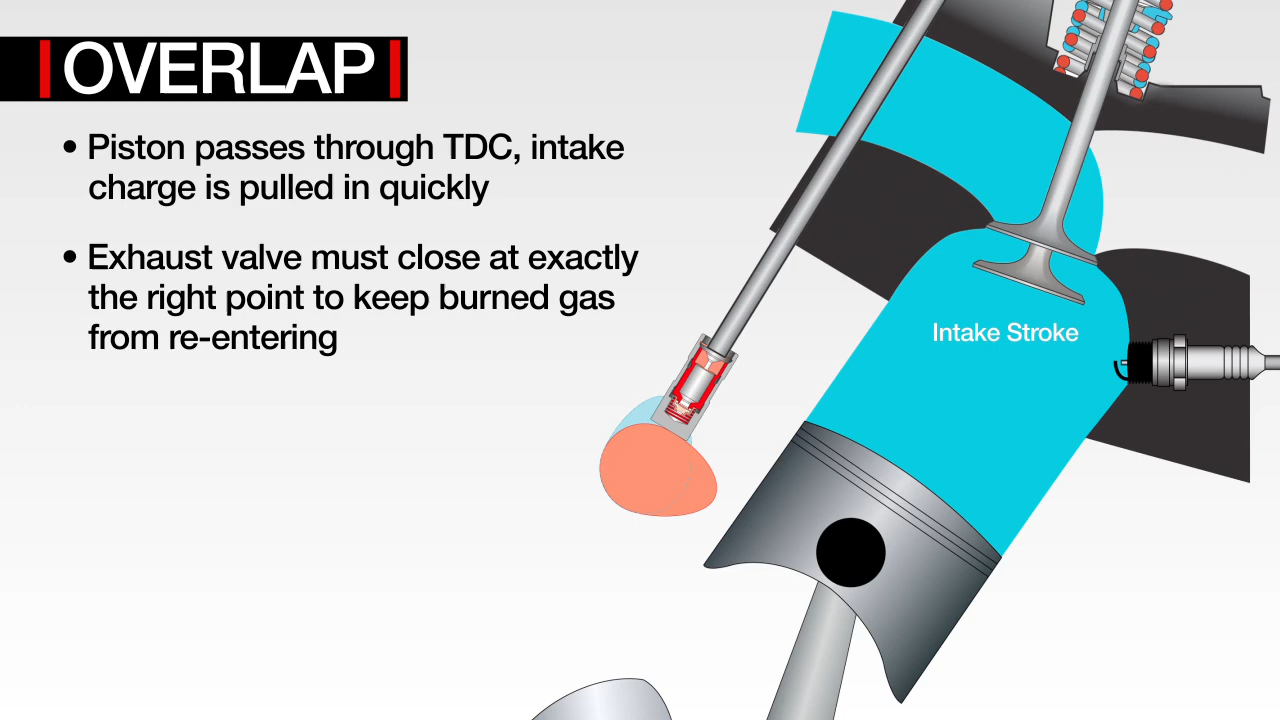 OVERLAP
• Piston passes through TDC, intake
charge is pulled in quickly
• Exhaust valve must close at exactly
the right point to keep burned gas
from re-entering
Intake Stroke